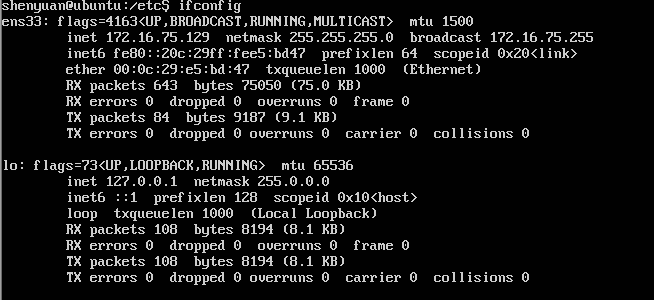 shenyuan@ubuntu:/etc$ ifconfig
ens33: flags=4163<UP,BROADCAST,RUNNING,MULTICAST>  mtu 1500
        inet 172.16.75.129  netmask 255.255.255.0  broadcast 172.16.75.255
        inet6 fe80::20c:29ff:fee5:bd47  prefixlen 64  scopeid 0x20<link>
        ether 00:0c:29:e5:bd:47  txqueuelen 1000  (Ethernet)
        RX packets 643  bytes 75050 (75.0 KB)
        RX errors 0  dropped 0  overruns 0  frame 0
        TX packets 84  bytes 9187 (9.1 KB)
        TX errors 0  dropped 0 overruns 0  carrier 0  collisions 0

lo: flags=73<UP,LOOPBACK,RUNNING>  mtu 65536
        inet 127.0.0.1  netmask 255.0.0.0
        inet6 ::1  prefixlen 128  scopeid 0x10<host>
        loop  txqueuelen 1000  (Local Loopback)
        RX packets 108  bytes 8194 (8.1 KB)
        RX errors 0  dropped 0  overruns 0  frame 0
        TX packets 108  bytes 8194 (8.1 KB)
        TX errors 0  dropped 0 overruns 0  carrier 0  collisions 0